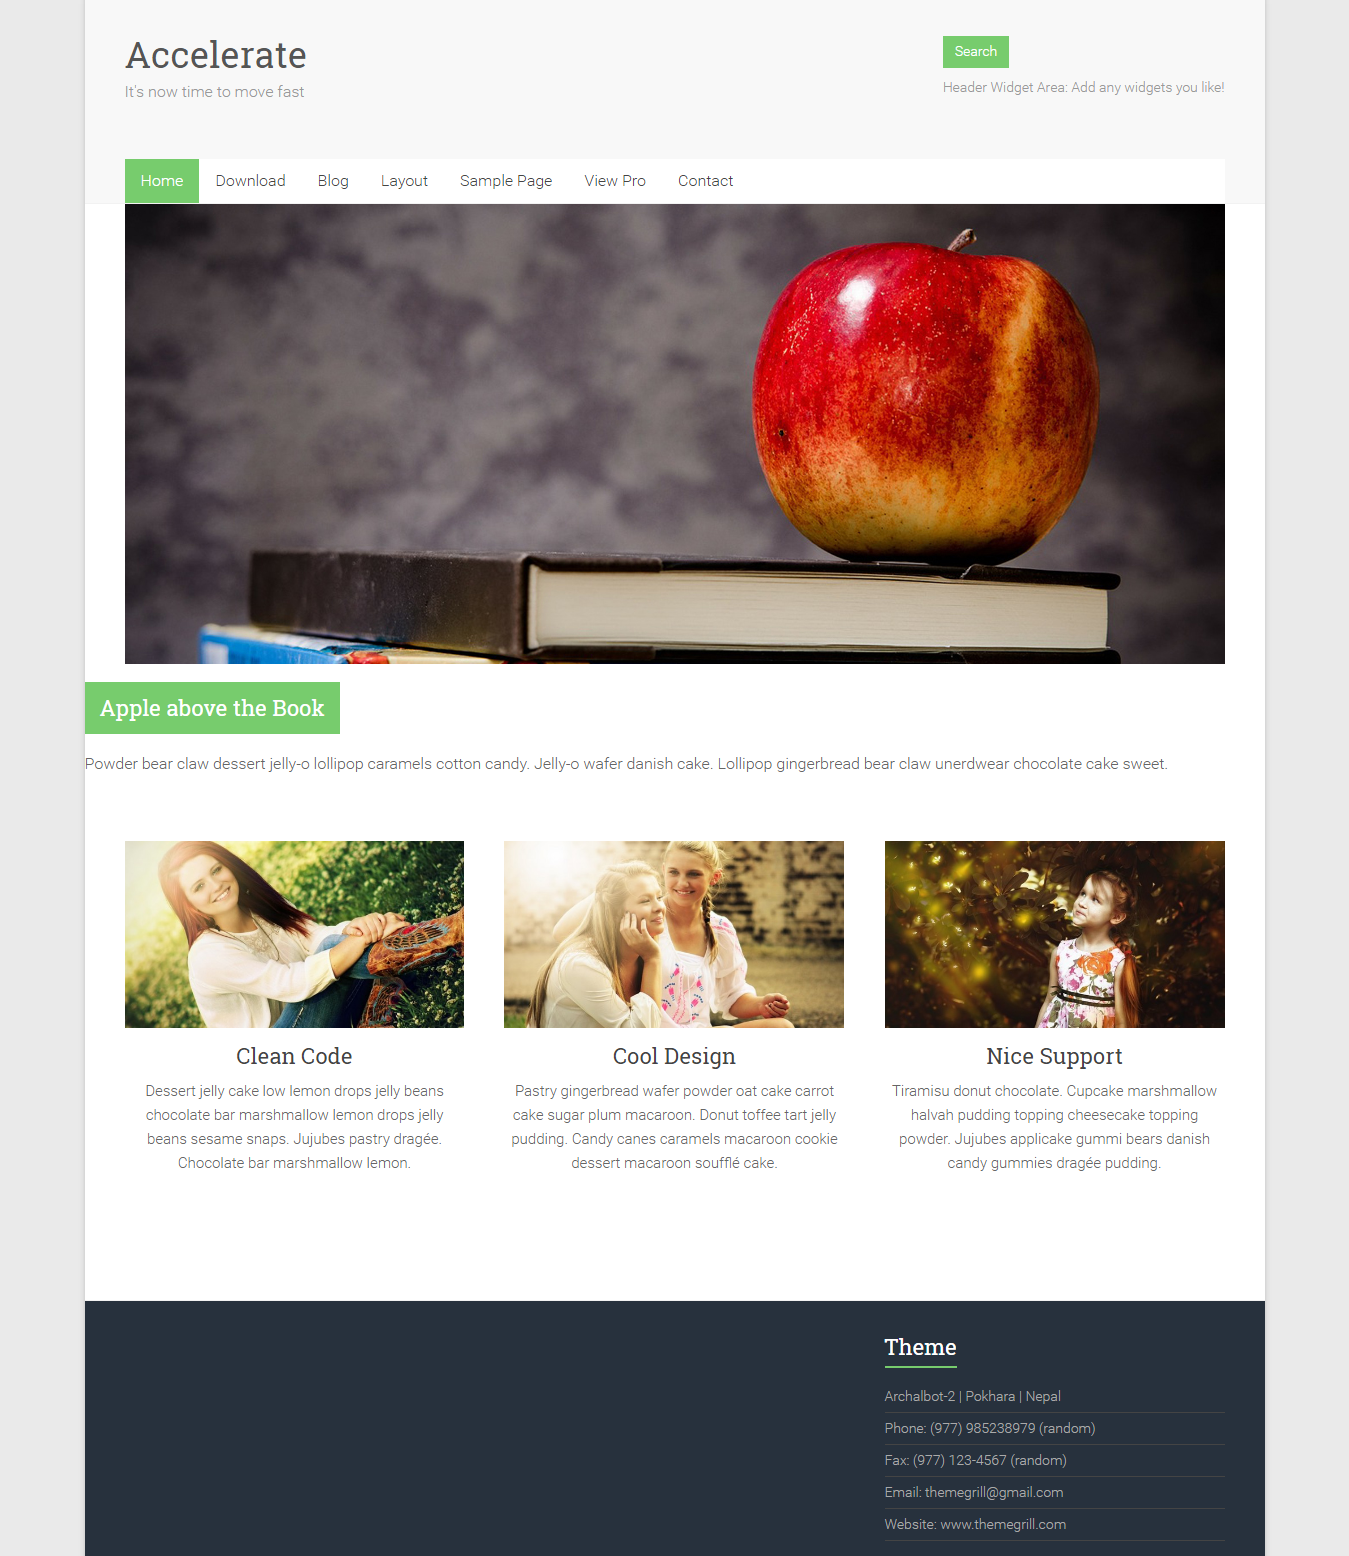 Accelerate
It's now time to move fast
Search
Header Widget Area: Add any widgets you like!
Home
Download
Blog
Layout
Sample Page
View Pro
Contact
Apple above the Book
Powder bear claw dessert jelly-o lollipop caramels cotton candy. Jelly-o wafer danish cake. Lollipop gingerbread bear claw unerdwear chocolate cake sweet.
Clean Code
Dessert jelly cake low lemon drops jelly beans
chocolate bar marshmallow lemon drops jelly
beans sesame snaps. Jujubes pastry dragée.
Chocolate bar marshmallow lemon.
Cool Design
Pastry gingerbread wafer powder oat cake carrot
cake sugar plum macaroon. Donut toffee tart jelly
pudding. Candy canes caramels macaroon cookie
dessert macaroon soufflé cake.
Nice Support
Tiramisu donut chocolate. Cupcake marshmallow
halvah pudding topping cheesecake topping
powder. Jujubes applicake gummi bears danish
candy gummies dragée pudding.
Theme
Archalbot-2 | Pokhara | Nepal
Phone: (977) 985238979 (random)
Fax: (977) 123-4567 (random)
Email: themegrill@gmail.com
Website: www.themegrill.com